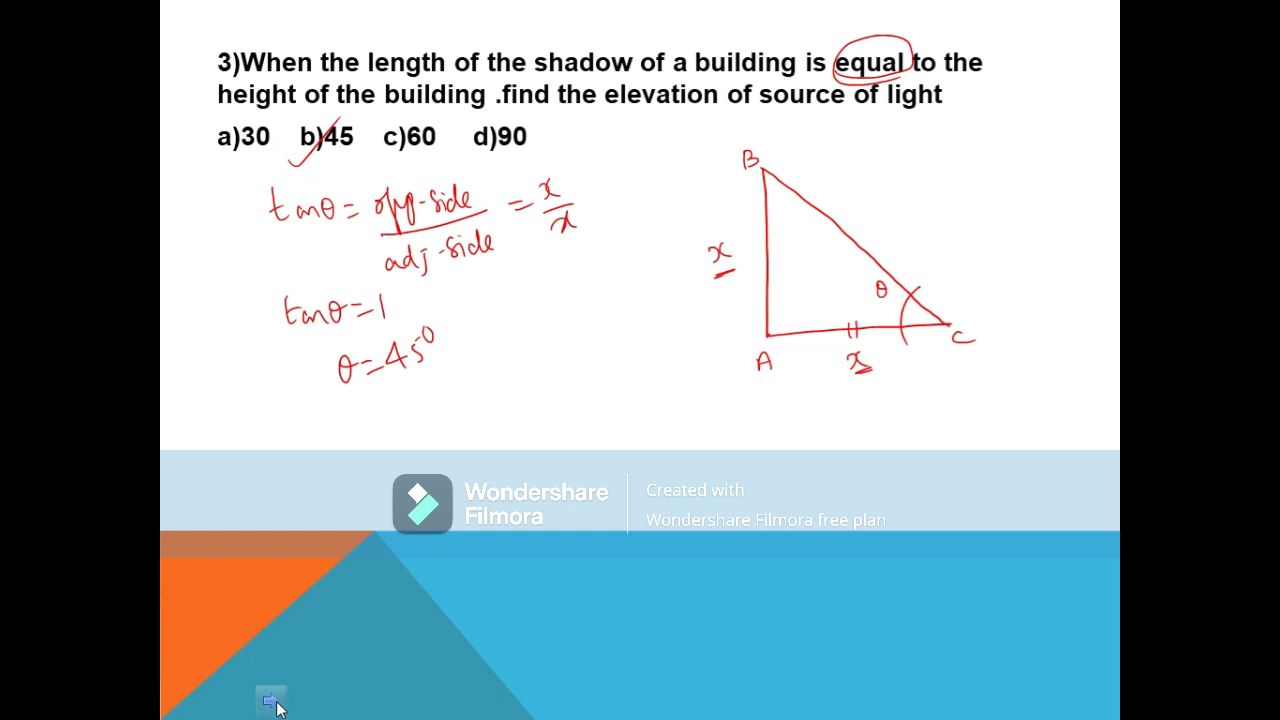 3)When the length of the shadow of a building is equal to the
height of the building .find the elevation of source of light
a)30 b)45 c)60 d)90
tanθ = opp-side / adj-side = x / x
tanθ = 1
θ = 45°
B
x
θ
A
x
C
Wondershare
Filmora
Created with
Wondershare Filmora free plan